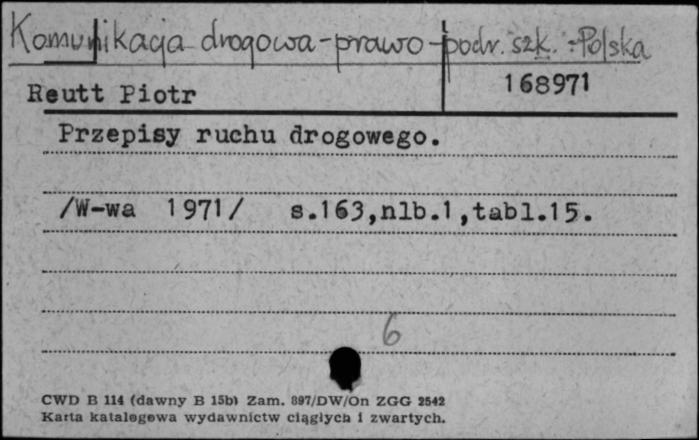 Komunikacja drogowa-prawo-podr. szk. - Polska
Reutt Piotr
168971
Przepisy ruchu drogowego.
/W-wa 1971/ s.163,nlb.1,tabl.15.
6
CWD B 114 (dawny B 15b) Zam. 897/DW/On ZGG 2542
Karta katalogowa wydawnictw ciągłych i zwartych.